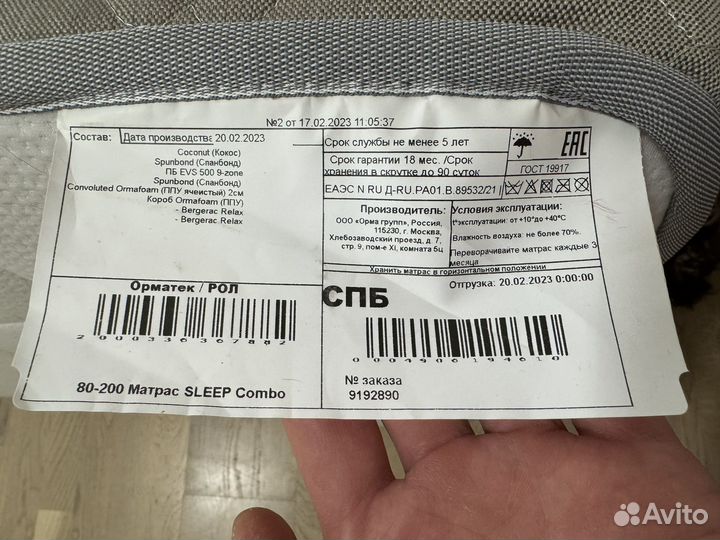 №2 от 17.02.2023 11:05:37
Состав:
Дата производства: 20.02.2023
Coconut (Кокос)
Spunbond (Спанбонд)
ПБ EVS 500 9-zone
Spunbond (Спанбонд)
Convoluted Ormafoam (ППУ ячеистый) 2см
Короб Ormafoam (ППУ)
- Bergerac Relax
- Bergerac Relax
Срок службы не менее 5 лет
Срок гарантии 18 мес. /Срок
хранения в скрутке до 90 суток
EAC
ГОСТ 19917
ЕАЭС N RU Д-RU.РА01.В.89532/21
Производитель:
ООО «Орма групп», Россия,
115230, г. Москва,
Хлебозаводский проезд, д. 7,
стр. 9, пом-е XI, комната 6ц
Условия эксплуатации:
t°эксплуатации: от +10°до +40°С
Влажность воздуха: не более 70%.
Переворачивайте матрас каждые 3
месяца
Хранить матрас в горизонтальном положении
Орматек / РОЛ
2000336367882
80-200 Матрас SLEEP Combo
СПБ
Отгрузка: 20.02.2023 0:00:00
0004906194610
№ заказа
9192890
Avito